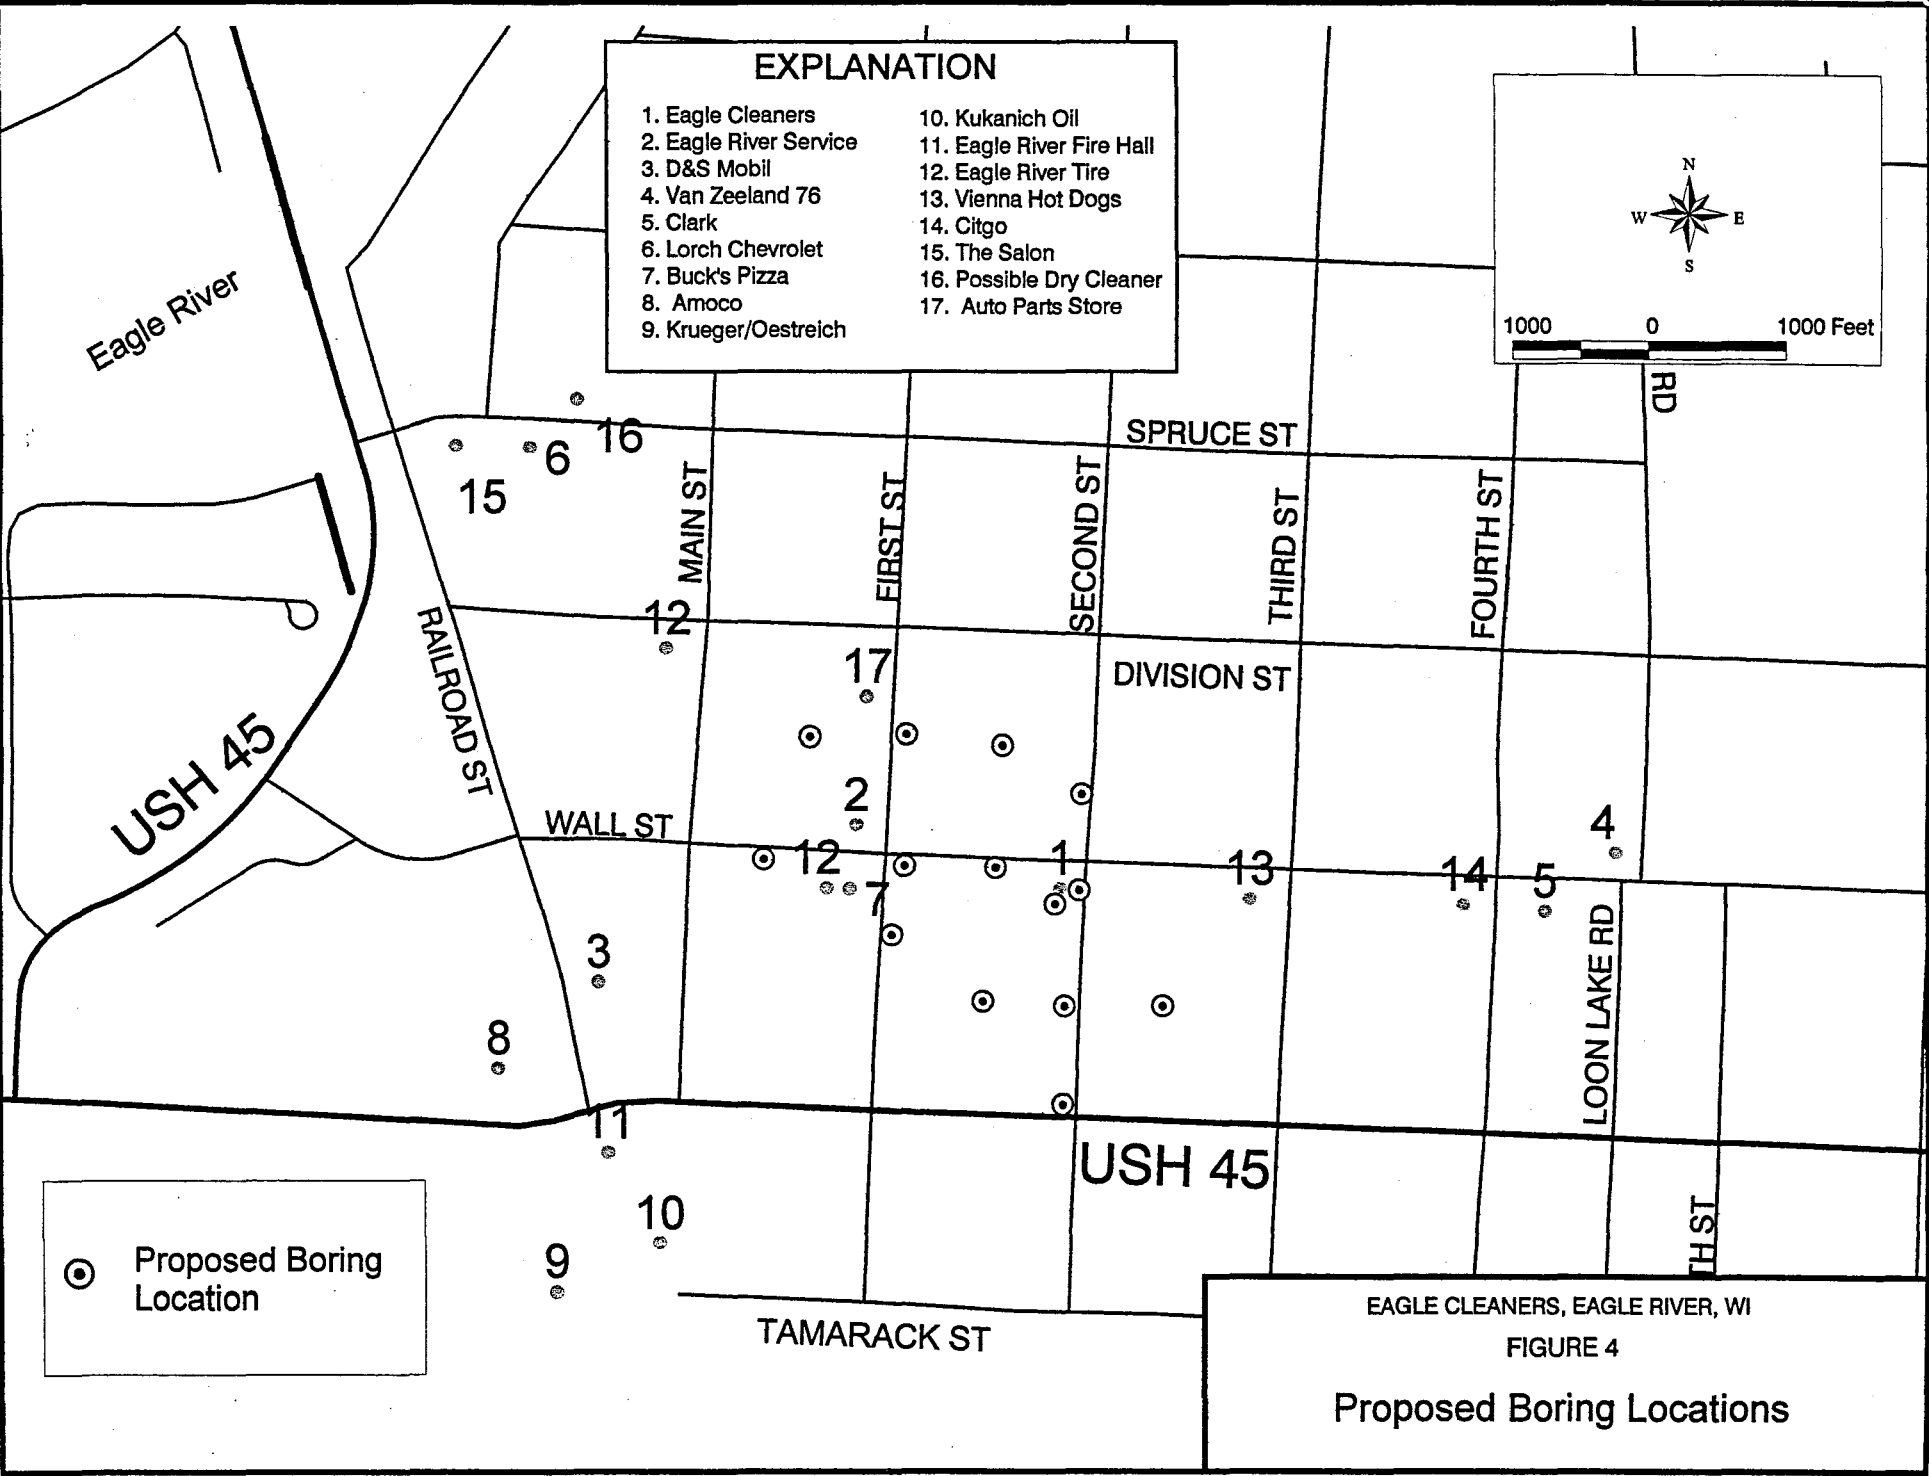 EXPLANATION
1. Eagle Cleaners
2. Eagle River Service
3. D&S Mobil
4. Van Zeeland 76
5. Clark
6. Lorch Chevrolet
7. Buck's Pizza
8. Amoco
9. Krueger/Oestreich
10. Kukanich Oil
11. Eagle River Fire Hall
12. Eagle River Tire
13. Vienna Hot Dogs
14. Citgo
15. The Salon
16. Possible Dry Cleaner
17. Auto Parts Store
N
W E
S
1000 0 1000 Feet
RD
Eagle River
16
6
15
SPRUCE ST
MAIN ST
FIRST ST
SECOND ST
THIRD ST
FOURTH ST
RAILROAD ST
12
17
DIVISION ST
USH 45
2
4
WALL ST
12
7
1
13
14
5
3
LOON LAKE RD
8
11
USH 45
10
9
TH ST
TAMARACK ST
Proposed Boring
Location
EAGLE CLEANERS, EAGLE RIVER, WI
FIGURE 4
Proposed Boring Locations